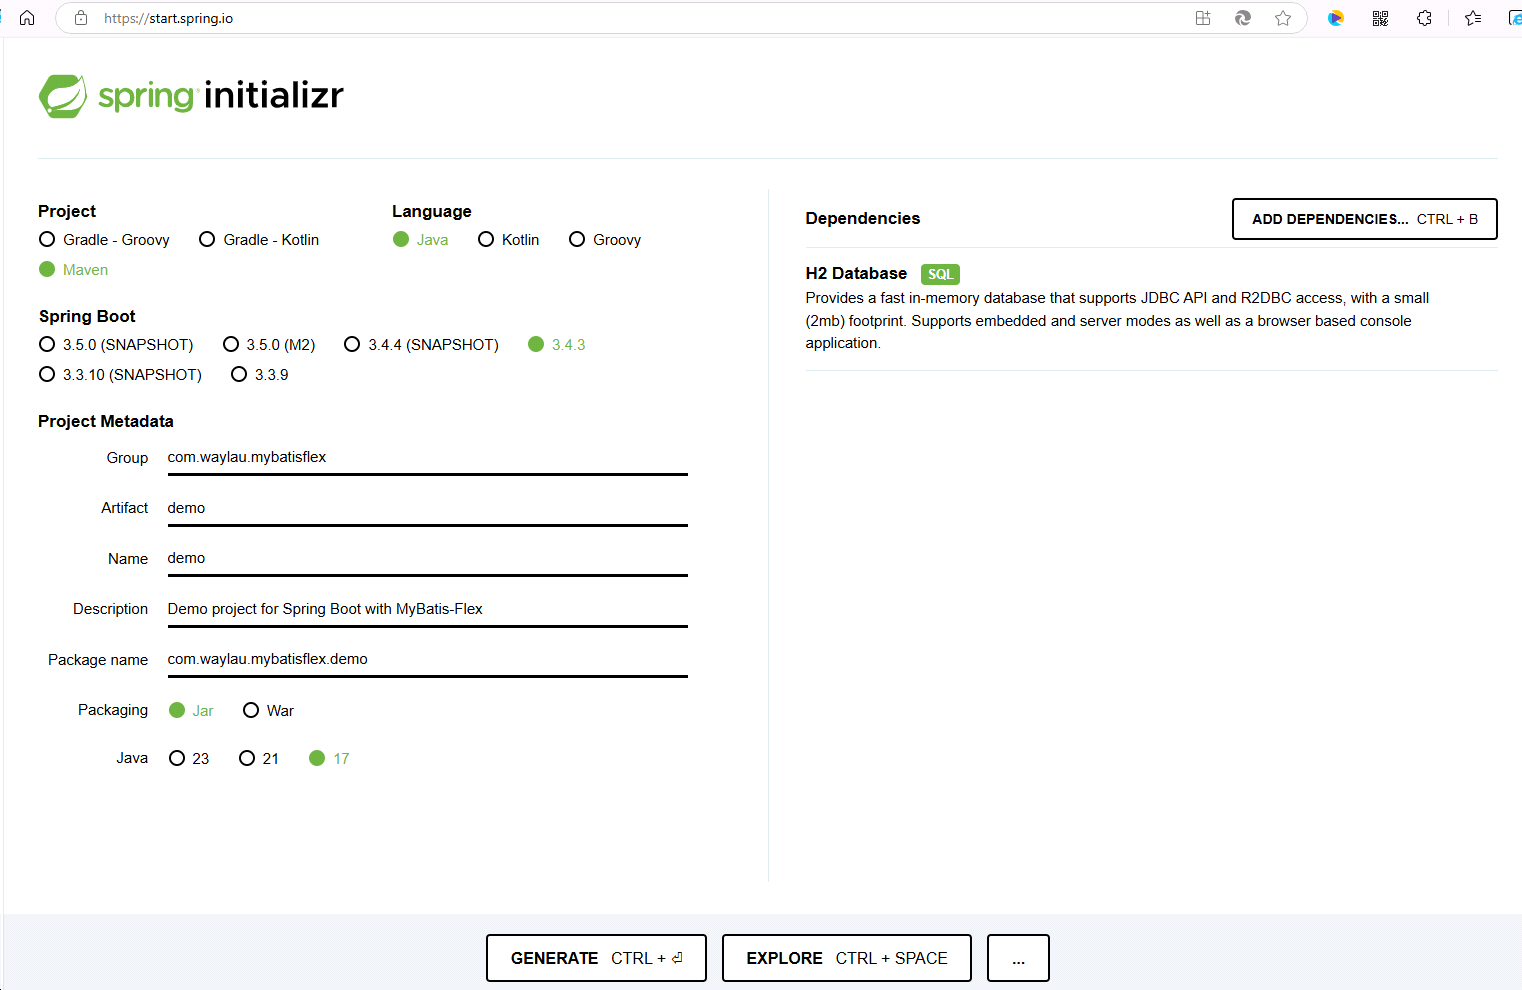 https://start.spring.io
spring initializr
Project
Gradle - Groovy Gradle - Kotlin
Maven
Language
Java Kotlin Groovy
Spring Boot
3.5.0 (SNAPSHOT) 3.5.0 (M2) 3.4.4 (SNAPSHOT) 3.4.3
3.3.10 (SNAPSHOT) 3.3.9
Project Metadata
Group com.waylau.mybatisflex
Artifact demo
Name demo
Description Demo project for Spring Boot with MyBatis-Flex
Package name com.waylau.mybatisflex.demo
Packaging Jar War
Java 23 21 17
Dependencies
ADD DEPENDENCIES... CTRL + B
H2 Database SQL
Provides a fast in-memory database that supports JDBC API and R2DBC access, with a small
(2mb) footprint. Supports embedded and server modes as well as a browser based console
application.
GENERATE CTRL + ⏎
EXPLORE CTRL + SPACE
...